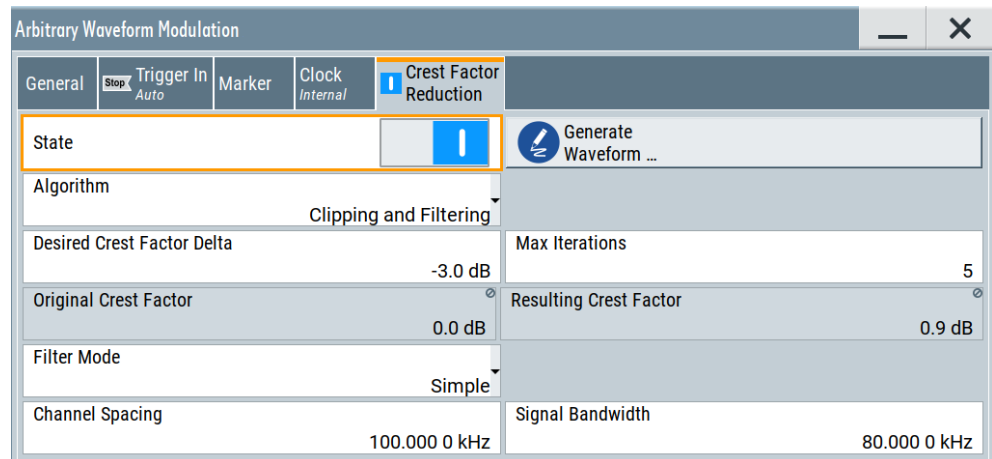 Arbitrary Waveform Modulation
General
Stop
Trigger In
Auto
Marker
Clock
Internal
Crest Factor
Reduction
State
Generate
Waveform ...
Algorithm
Clipping and Filtering
Desired Crest Factor Delta
-3.0 dB
Max Iterations
5
Original Crest Factor
0.0 dB
Resulting Crest Factor
0.9 dB
Filter Mode
Simple
Channel Spacing
100.000 0 kHz
Signal Bandwidth
80.000 0 kHz